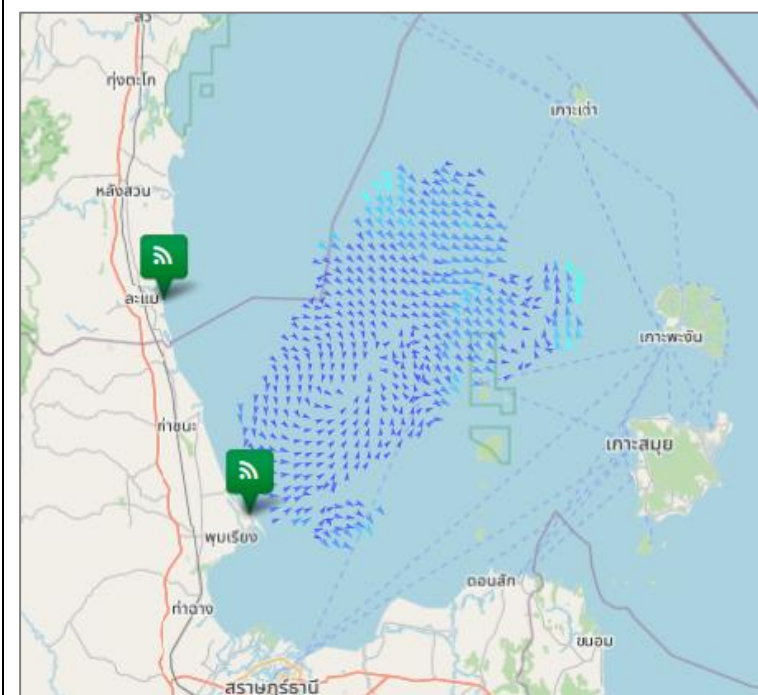 ทุ่งตะโก
เกาะเต่า
หลังสวน
ละแม
เกาะพะงัน
ท่าชนะ
เกาะสมุย
พุมเรียง
ดอนสัก
ท่าฉาง
ขนอม
สุราษฎร์ธานี